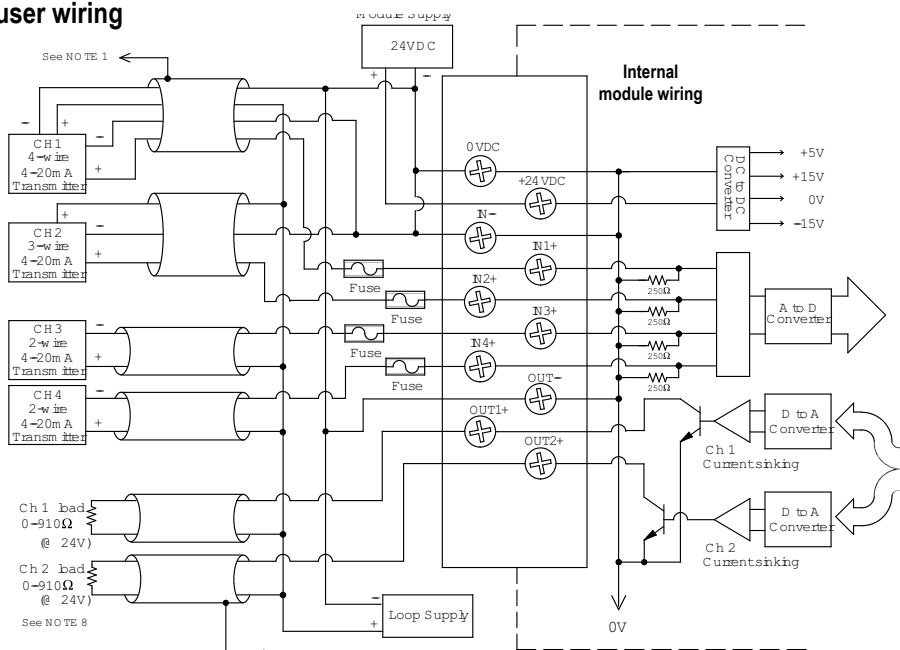 user wiring
Module Supply
24VDC
+
−
See NOTE 1
Internal
module wiring
−
+
−
+
CH1
4-wire
4-20mA
Transmitter
+
−
+
CH2
3-wire
4-20mA
Transmitter
−
+
CH3
2-wire
4-20mA
Transmitter
−
+
CH4
2-wire
4-20mA
Transmitter
Fuse
Fuse
Fuse
Fuse
0VDC
+24VDC
IN−
IN1+
IN2+
IN3+
IN4+
OUT−
OUT1+
OUT2+
DC to DC
Converter
+5V
+15V
0V
−15V
250Ω
250Ω
250Ω
250Ω
A to D
Converter
D to A
Converter
Ch 1
Current sinking
D to A
Converter
Ch 2
Current sinking
Ch 1 load
0-910Ω
(@ 24V)
Ch 2 load
0-910Ω
(@ 24V)
See NOTE 8
−
+
Loop Supply
0V